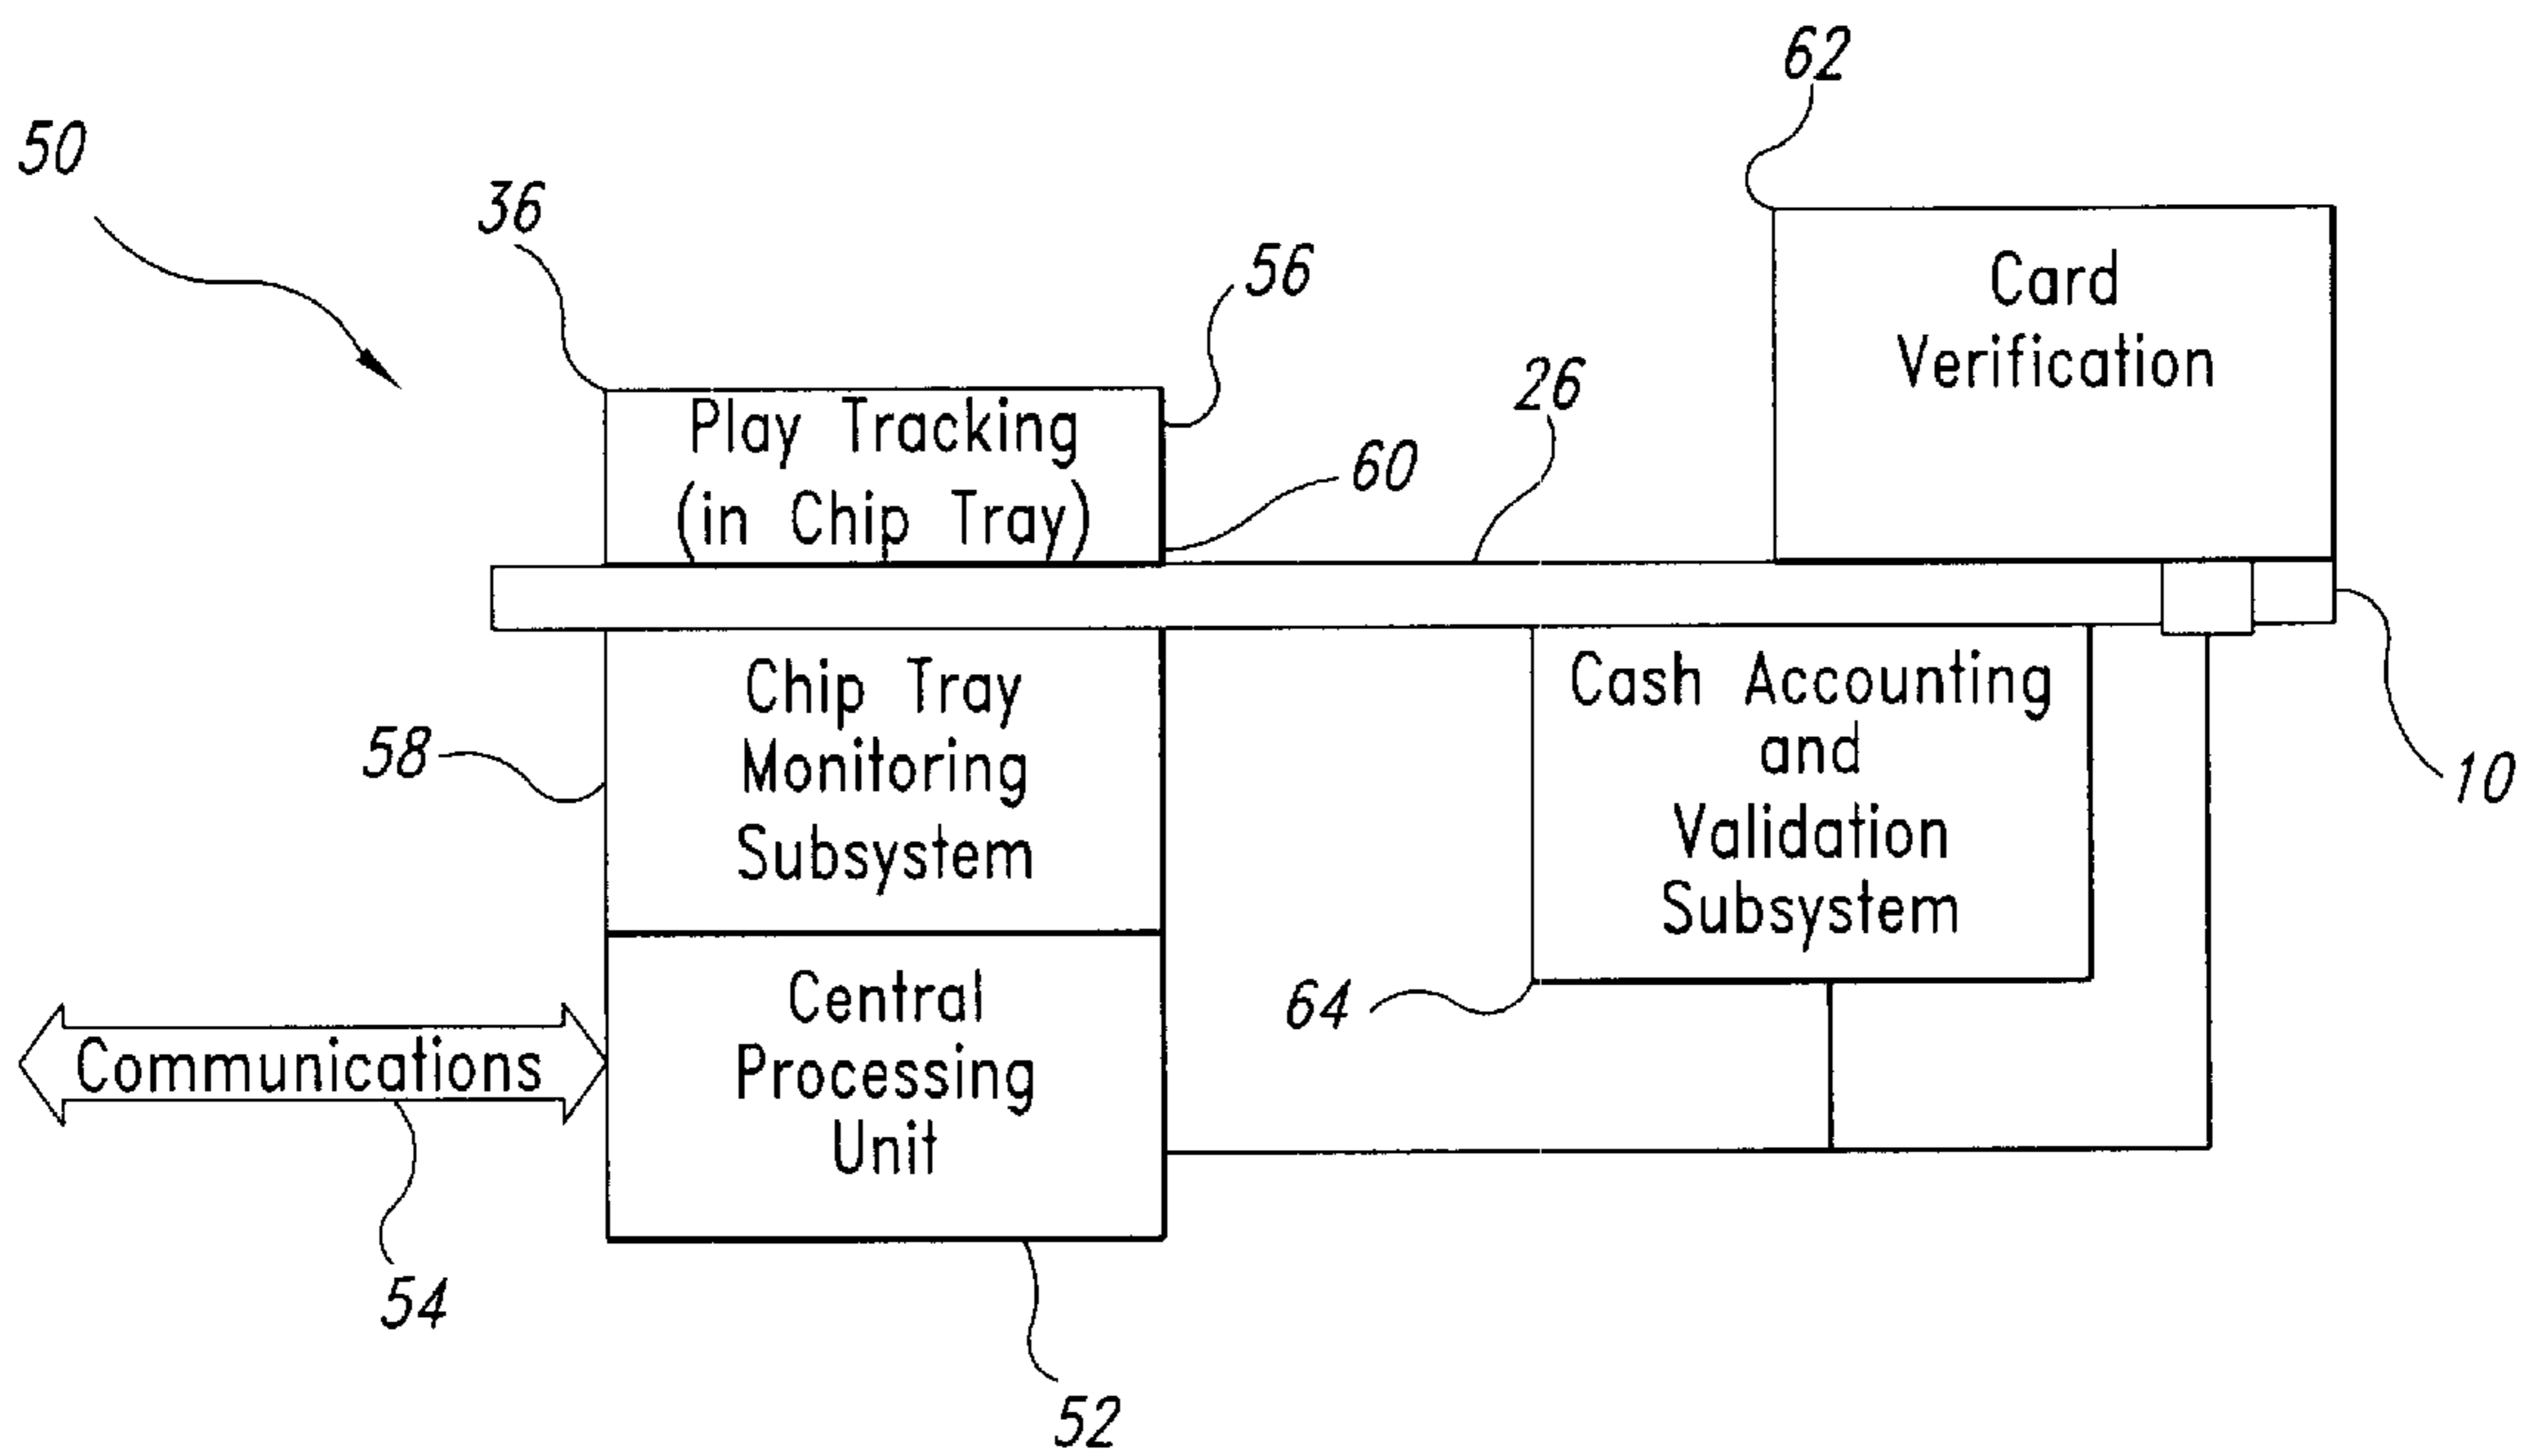 62
50
36
56
Card
Verification
26
Play Tracking
(in Chip Tray)
60
Chip Tray
Monitoring
Subsystem
58
Cash Accounting
and
Validation
Subsystem
10
64
Central
Processing
Unit
Communications
54
52